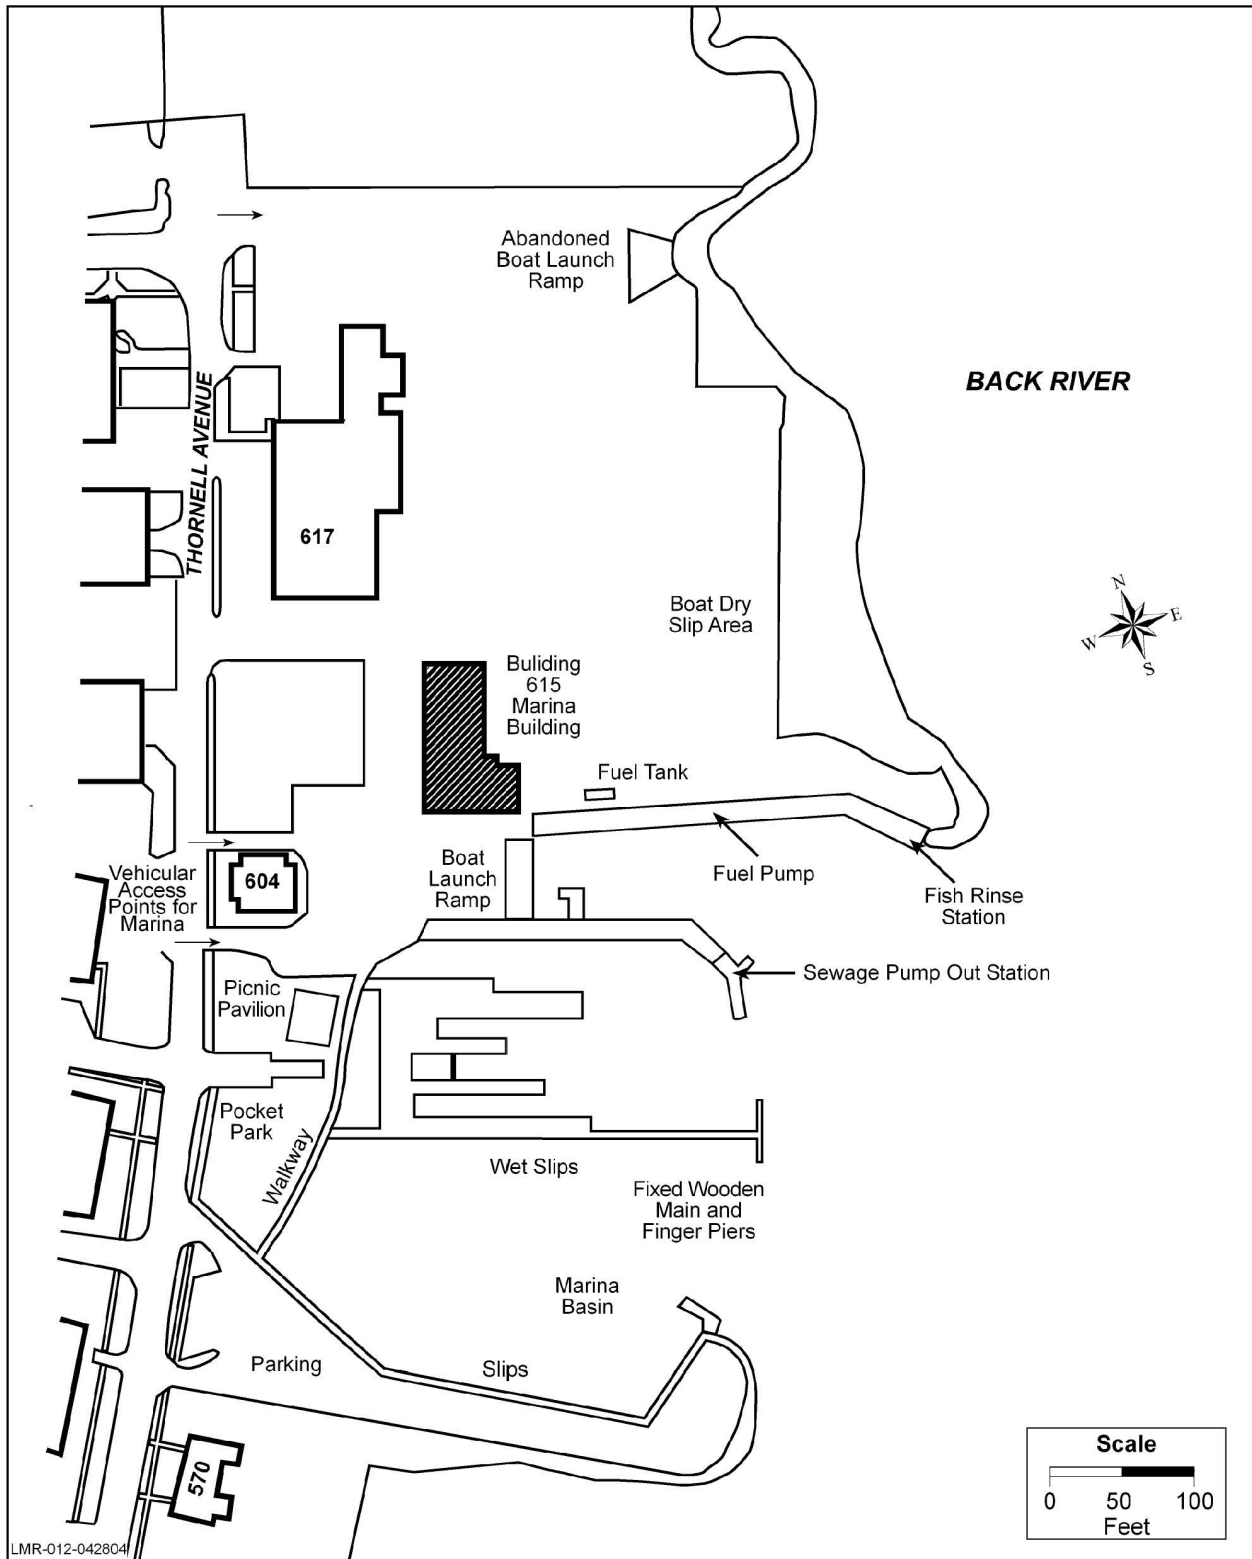 Abandoned
Boat Launch
Ramp
BACK RIVER
THORNELL AVENUE
617
N
E
W
S
Boat Dry
Slip Area
Buliding
615
Marina
Building
Fuel Tank
Vehicular
Access
Points for
Marina
604
Boat
Launch
Ramp
Fuel Pump
Fish Rinse
Station
Sewage Pump Out Station
Picnic
Pavilion
Pocket
Park
Walkway
Wet Slips
Fixed Wooden
Main and
Finger Piers
Marina
Basin
Parking
Slips
570
Scale
0 50 100
Feet
LMR-012-042804